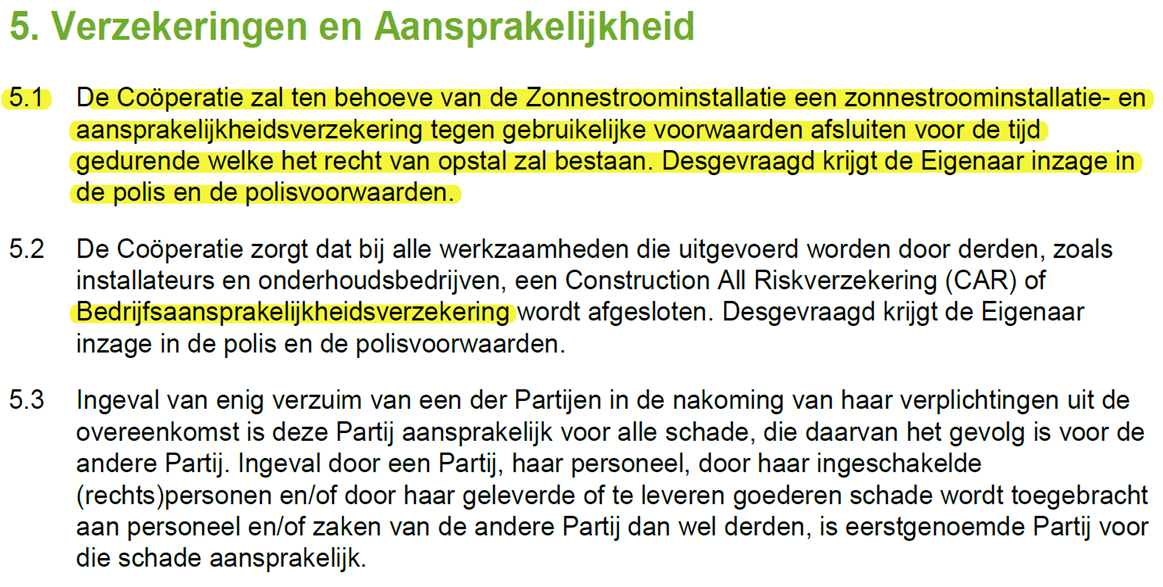 5. Verzekeringen en Aansprakelijkheid
5.1 De Coöperatie zal ten behoeve van de Zonnestroominstallatie een zonnestroominstallatie- en
aansprakelijkheidsverzekering tegen gebruikelijke voorwaarden afsluiten voor de tijd
gedurende welke het recht van opstal zal bestaan. Desgevraagd krijgt de Eigenaar inzage in
de polis en de polisvoorwaarden.
5.2 De Coöperatie zorgt dat bij alle werkzaamheden die uitgevoerd worden door derden, zoals
installateurs en onderhoudsbedrijven, een Construction All Riskverzekering (CAR) of
Bedrijfsaansprakelijkheidsverzekering wordt afgesloten. Desgevraagd krijgt de Eigenaar
inzage in de polis en de polisvoorwaarden.
5.3 Ingeval van enig verzuim van een der Partijen in de nakoming van haar verplichtingen uit de
overeenkomst is deze Partij aansprakelijk voor alle schade, die daarvan het gevolg is voor de
andere Partij. Ingeval door een Partij, haar personeel, door haar ingeschakelde
(rechts)personen en/of door haar geleverde of te leveren goederen schade wordt toegebracht
aan personeel en/of zaken van de andere Partij dan wel derden, is eerstgenoemde Partij voor
die schade aansprakelijk.